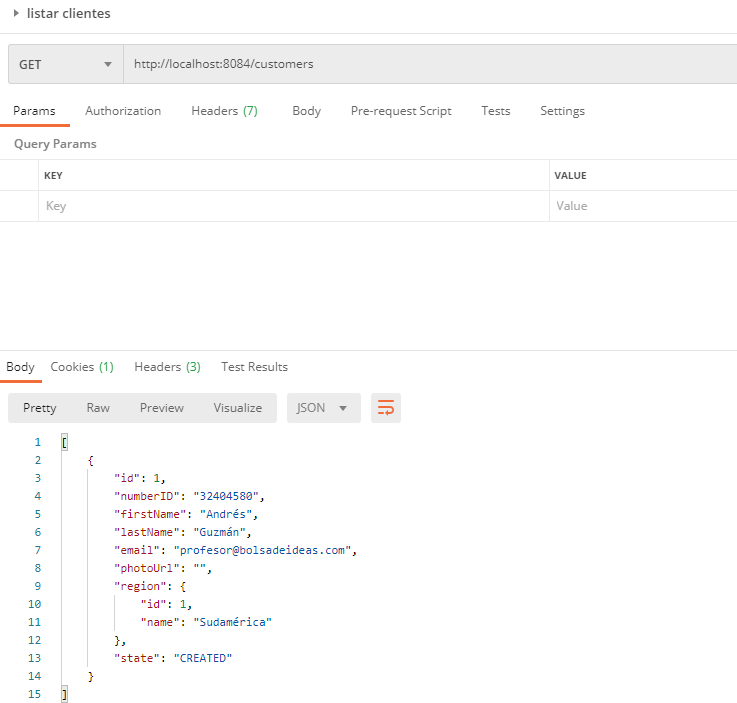 listar clientes
GET http://localhost:8084/customers
Params Authorization Headers (7) Body Pre-request Script Tests Settings
Query Params
KEY VALUE
Key Value
Body Cookies (1) Headers (3) Test Results
Pretty Raw Preview Visualize JSON
1 [
2 {
3 "id": 1,
4 "numberID": "32404580",
5 "firstName": "Andrés",
6 "lastName": "Guzmán",
7 "email": "profesor@bolsadeideas.com",
8 "photoUrl": "",
9 "region": {
10 "id": 1,
11 "name": "Sudamérica"
12 },
13 "state": "CREATED"
14 }
15 ]